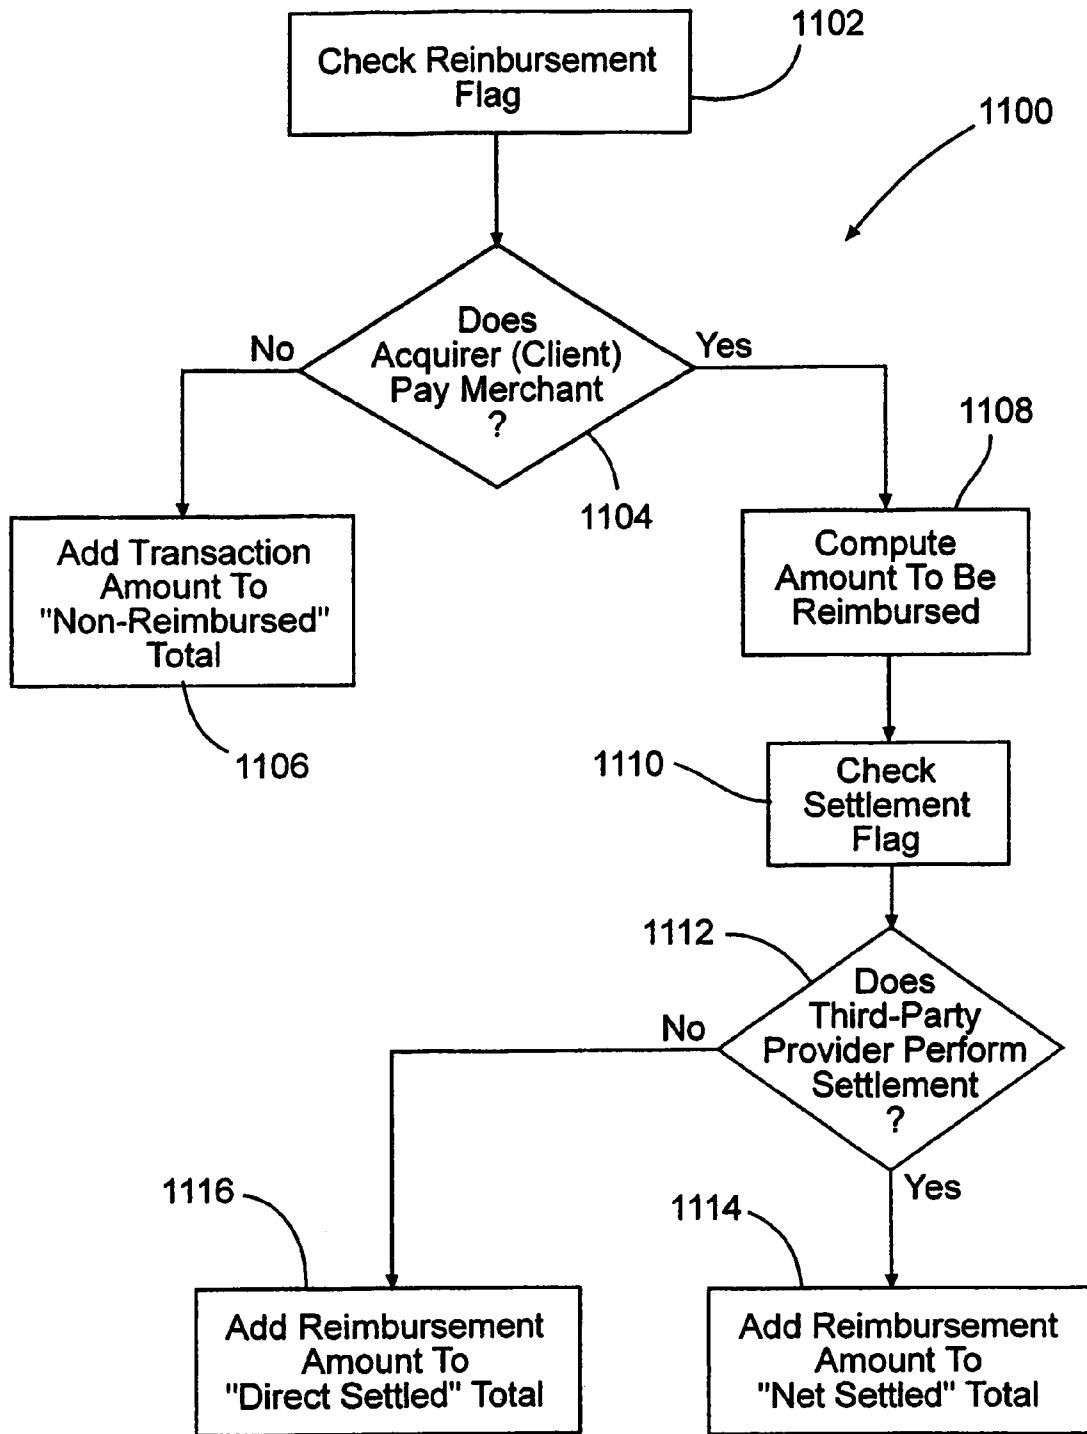 1102
Check Reinbursement
Flag
1100
Does
Acquirer (Client)
Pay Merchant
?
No
Yes
1104
1108
Add Transaction
Amount To
"Non-Reimbursed"
Total
1106
Compute
Amount To Be
Reimbursed
1110
Check
Settlement
Flag
1112
Does
Third-Party
Provider Perform
Settlement
?
No
Yes
1116
1114
Add Reimbursement
Amount To
"Direct Settled" Total
Add Reimbursement
Amount To
"Net Settled" Total